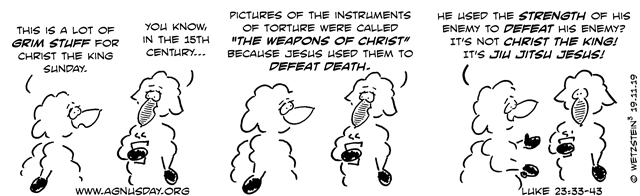 THIS IS A LOT OF
GRIM STUFF FOR
CHRIST THE KING
SUNDAY.
YOU KNOW,
IN THE 15TH
CENTURY...
PICTURES OF THE INSTRUMENTS
OF TORTURE WERE CALLED
"THE WEAPONS OF CHRIST"
BECAUSE JESUS USED THEM TO
DEFEAT DEATH.
HE USED THE STRENGTH OF HIS
ENEMY TO DEFEAT HIS ENEMY?
IT'S NOT CHRIST THE KING!
IT'S JIU JITSU JESUS!
WWW.AGNUSDAY.ORG
LUKE 23:33-43
© WETZSTEIN³ 19.11.19